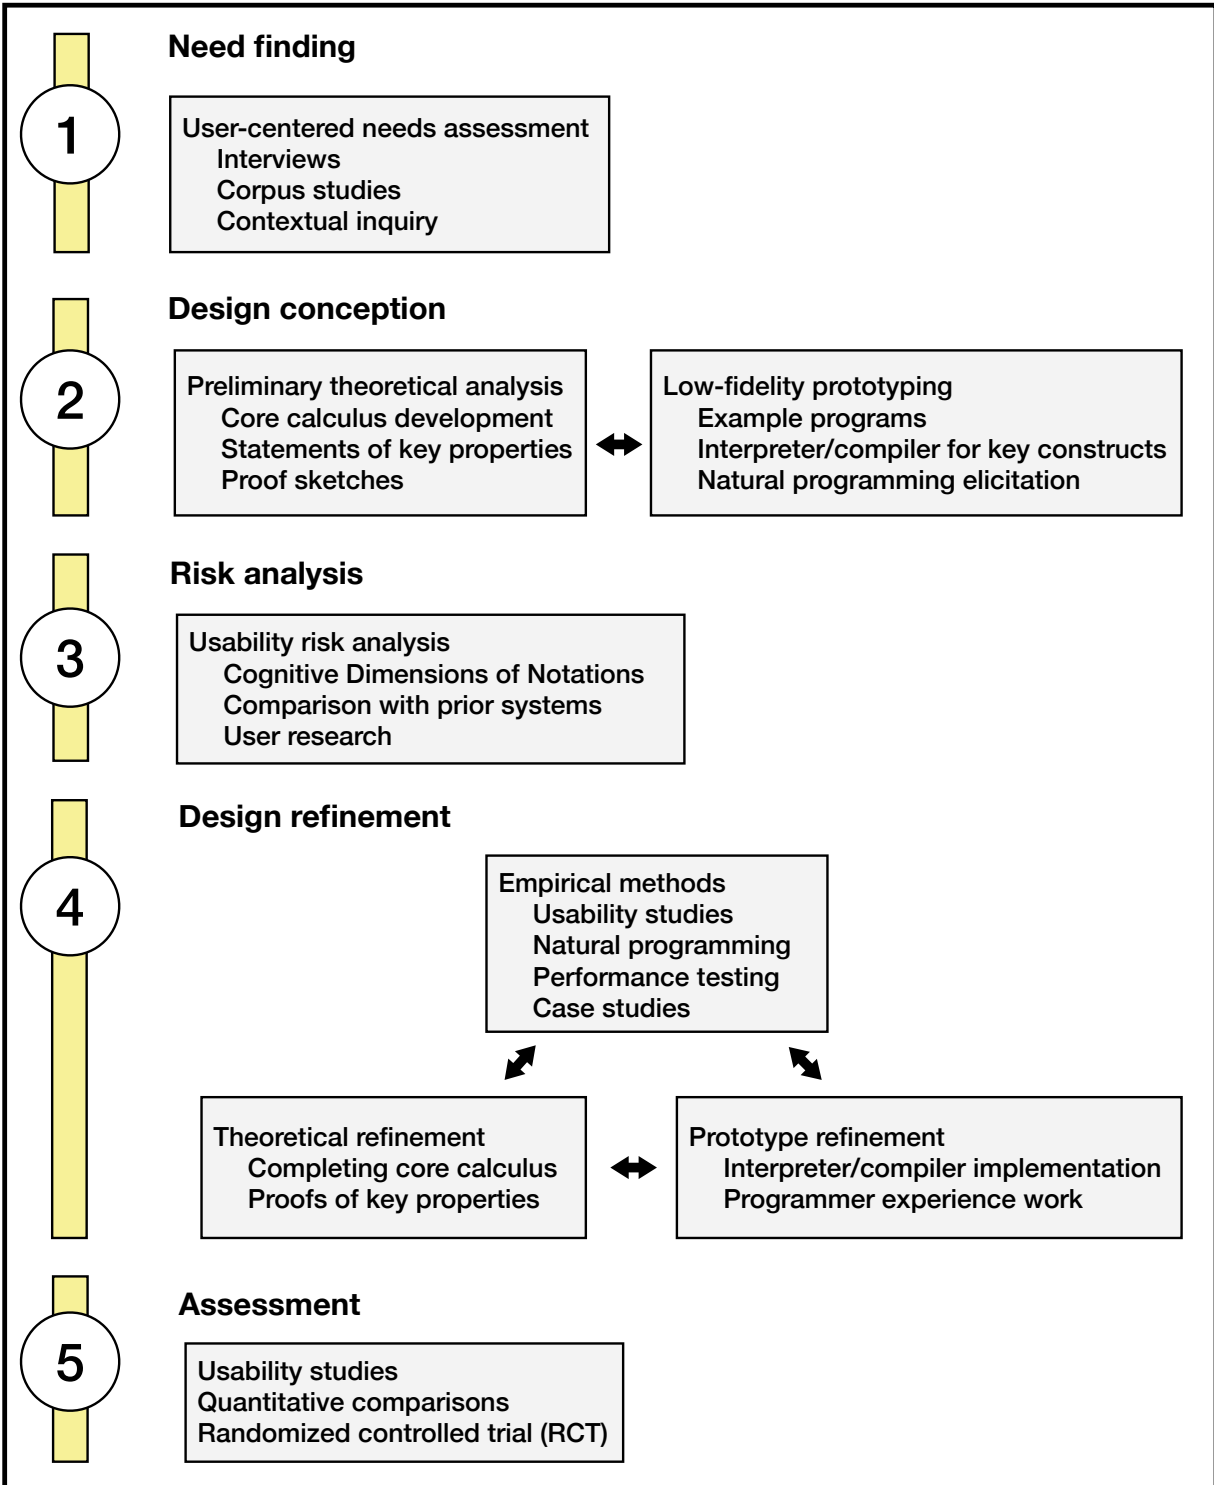 Need finding
1
User-centered needs assessment
Interviews
Corpus studies
Contextual inquiry
Design conception
2
Preliminary theoretical analysis
Core calculus development
Statements of key properties
Proof sketches
Low-fidelity prototyping
Example programs
Interpreter/compiler for key constructs
Natural programming elicitation
Risk analysis
3
Usability risk analysis
Cognitive Dimensions of Notations
Comparison with prior systems
User research
Design refinement
4
Empirical methods
Usability studies
Natural programming
Performance testing
Case studies
Theoretical refinement
Completing core calculus
Proofs of key properties
Prototype refinement
Interpreter/compiler implementation
Programmer experience work
Assessment
5
Usability studies
Quantitative comparisons
Randomized controlled trial (RCT)